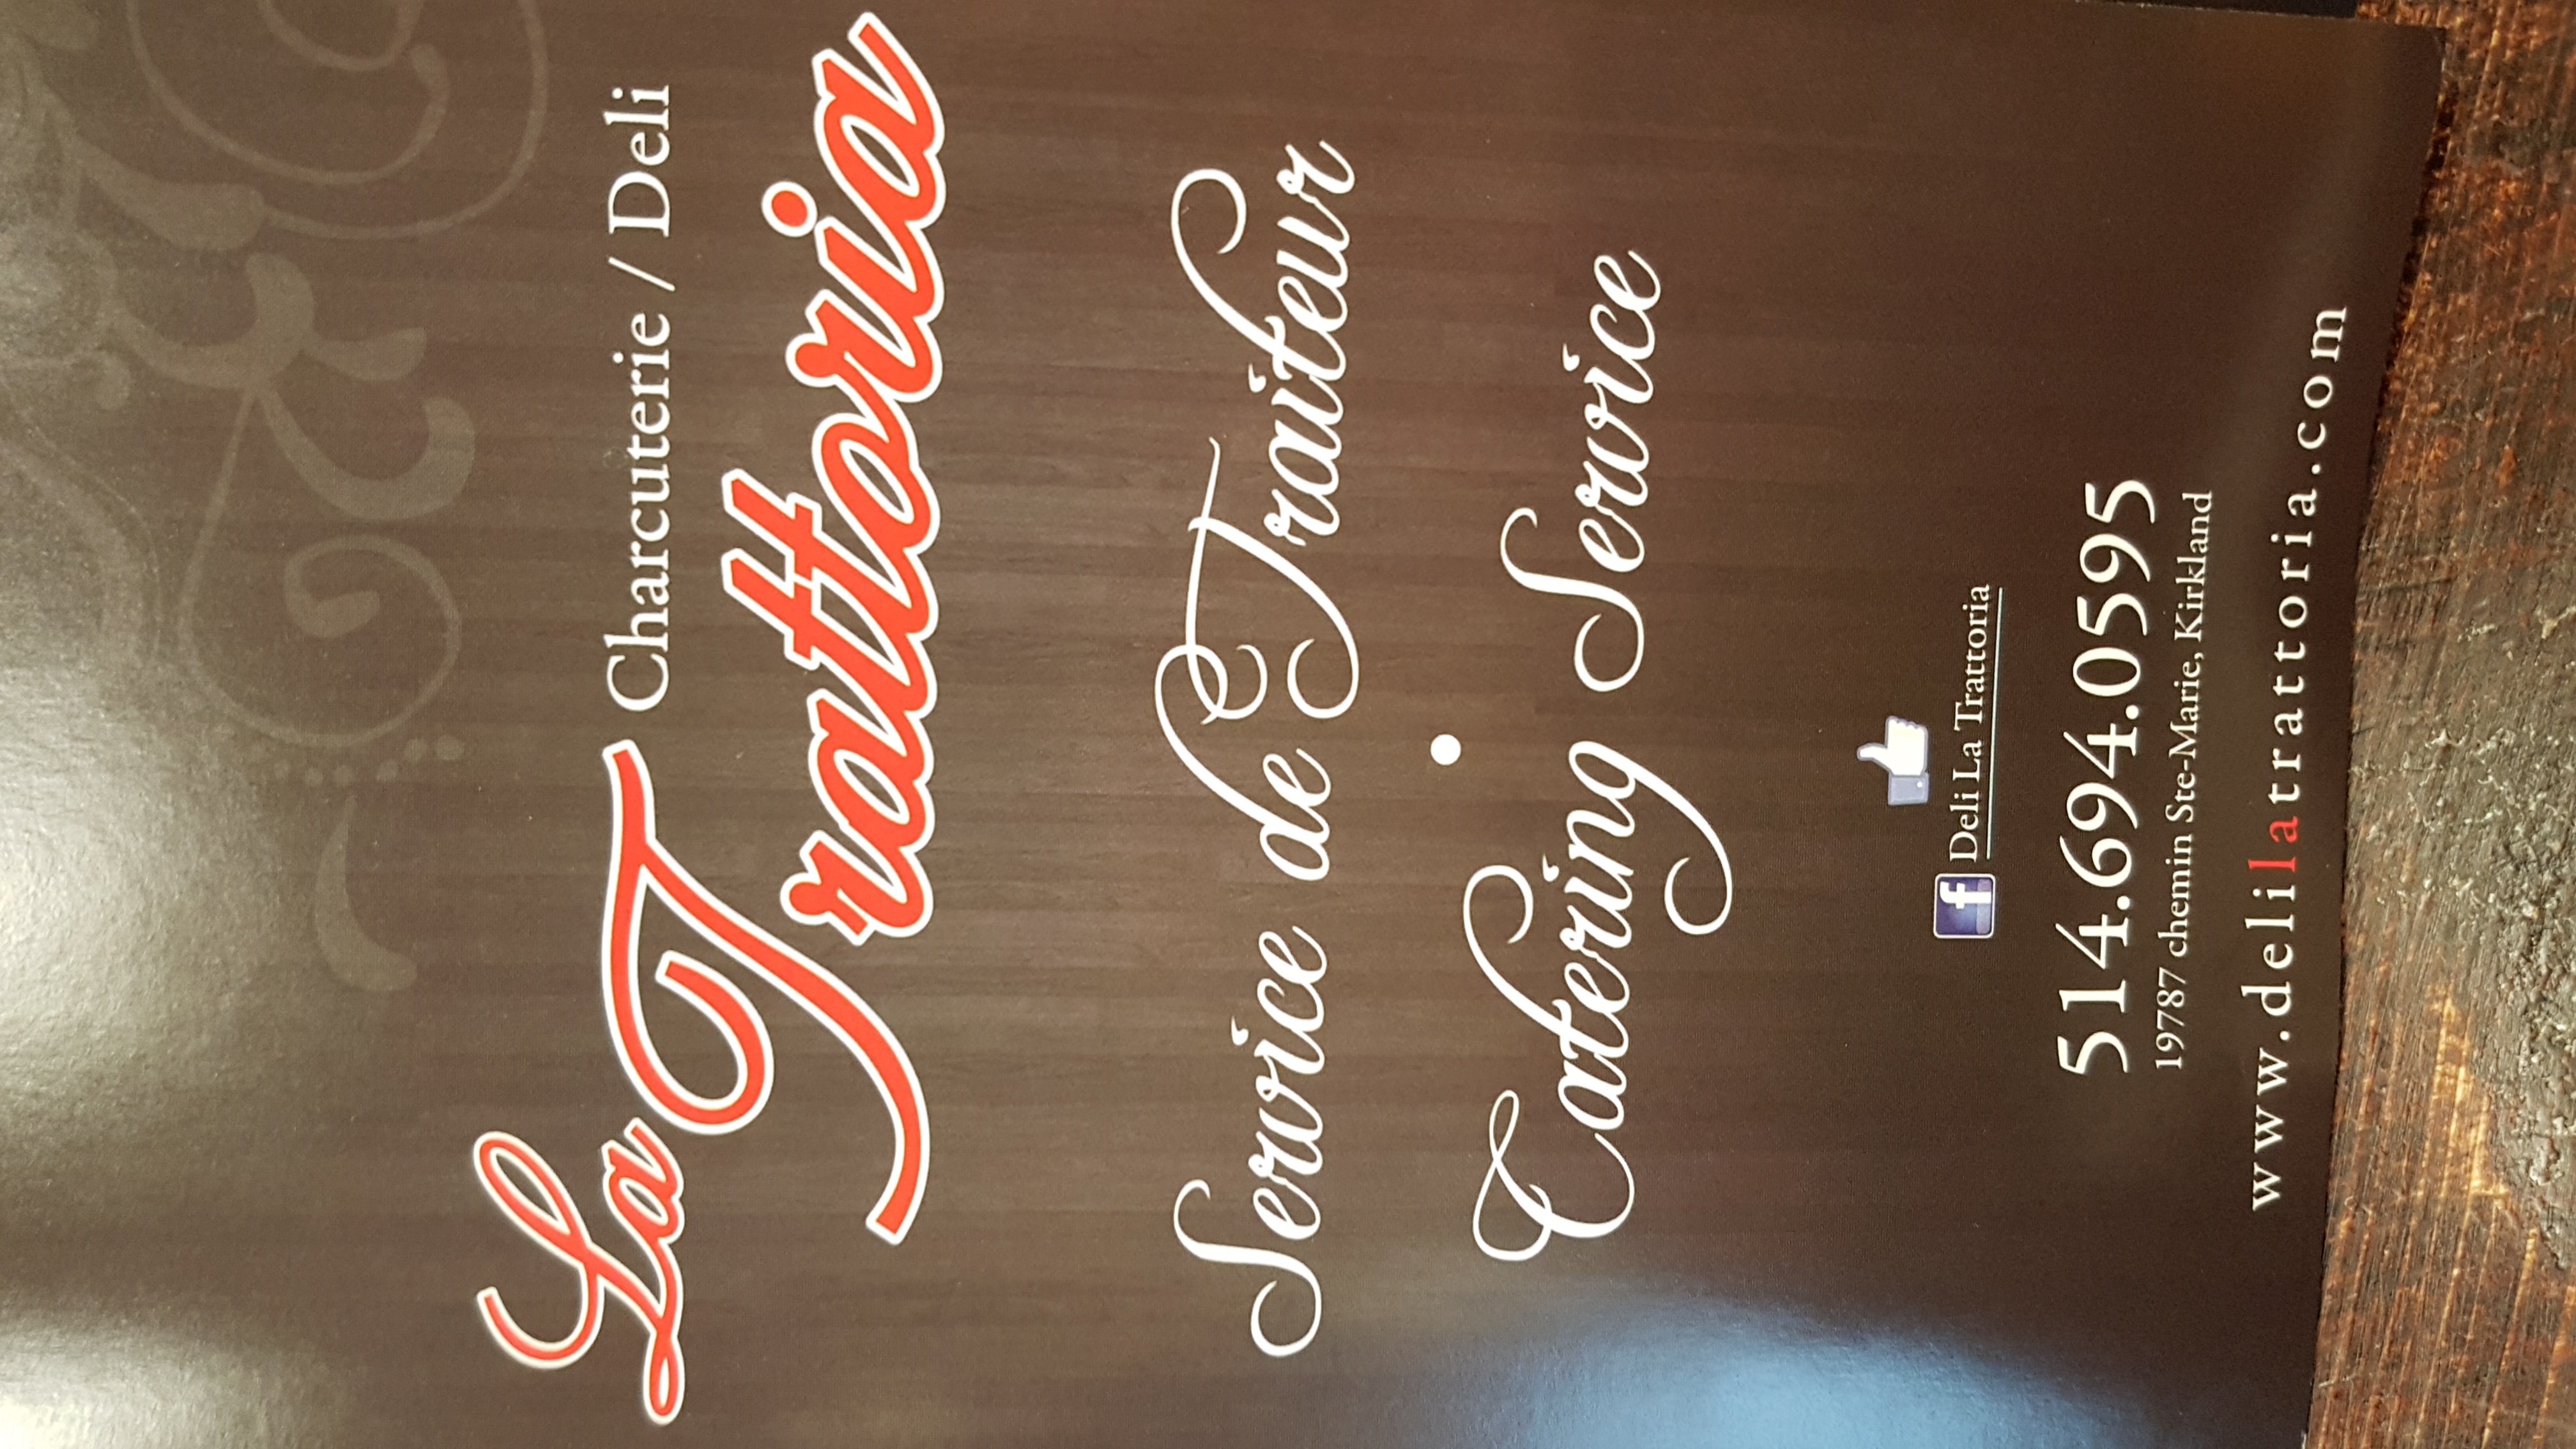 Charcuterie / Deli
La Trattoria
Service de Traiteur
•
Catering Service
f Deli La Trattoria
514.694.0595
19787 chemin Ste-Marie, Kirkland
www.delilatrattoria.com